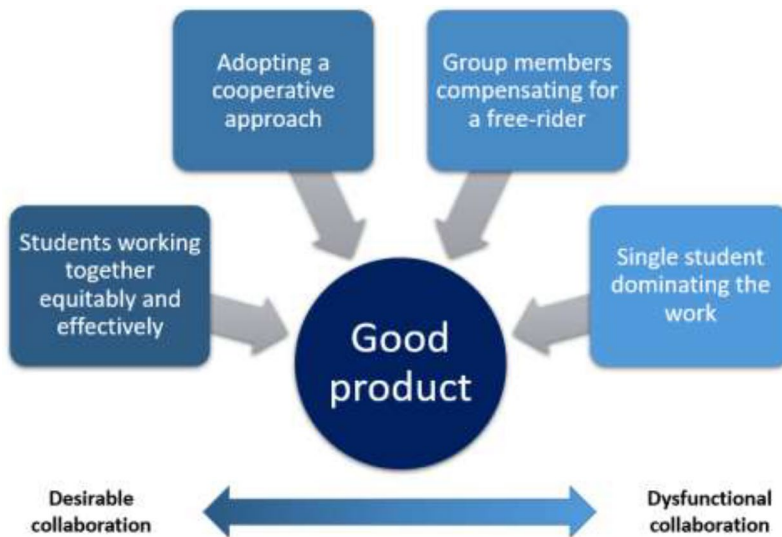 Adopting a
cooperative
approach
Group members
compensating for
a free-rider
Students working
together
equitably and
effectively
Single student
dominating the
work
Good
product
Desirable
collaboration
Dysfunctional
collaboration